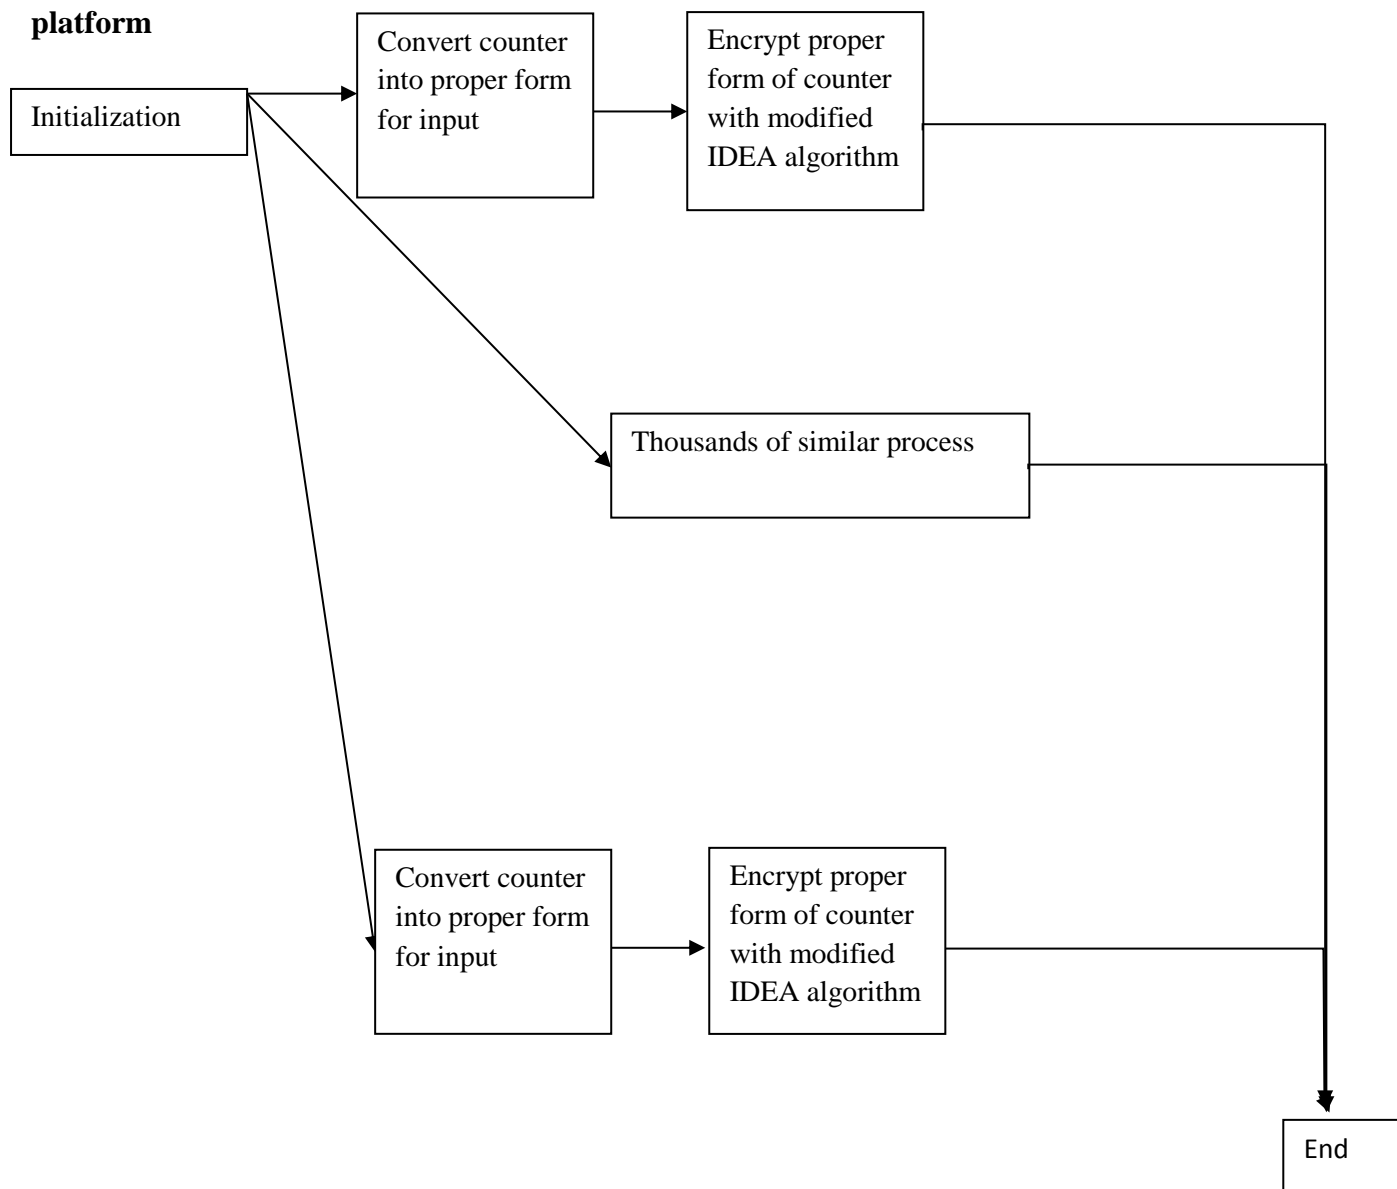 platform
Initialization
Convert counter
into proper form
for input
Encrypt proper
form of counter
with modified
IDEA algorithm
Thousands of similar process
Convert counter
into proper form
for input
Encrypt proper
form of counter
with modified
IDEA algorithm
End